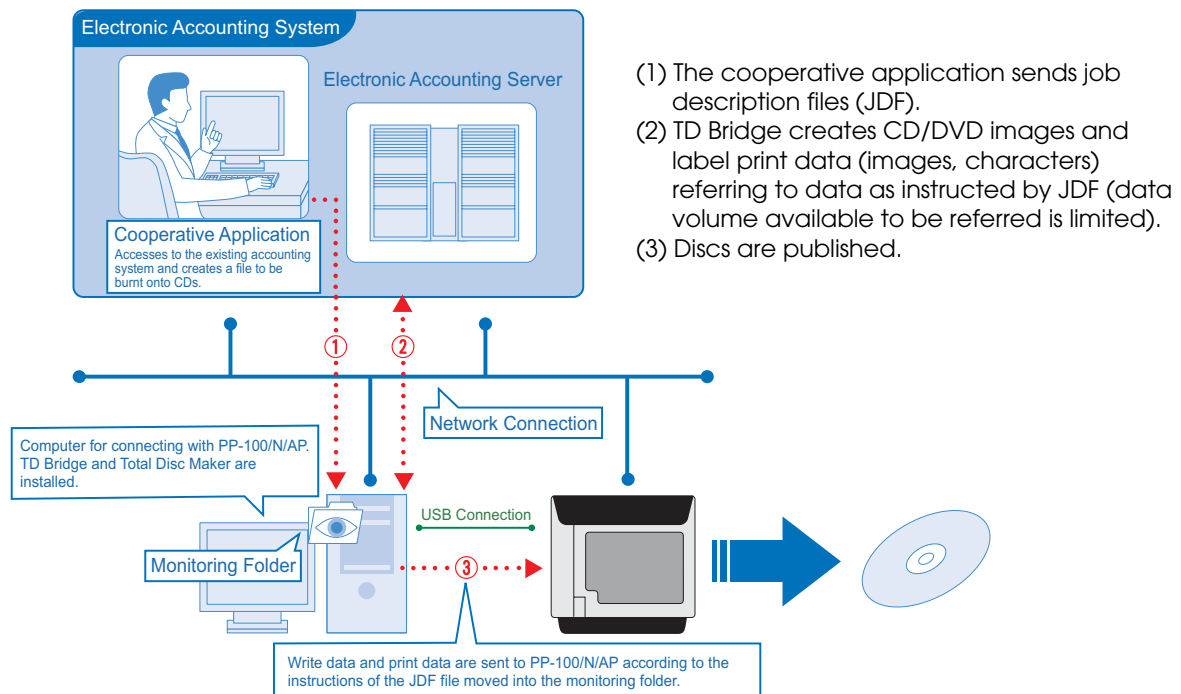 Electronic Accounting System
Electronic Accounting Server
Cooperative Application
Accesses to the existing accounting
system and creates a file to be
burnt onto CDs.
(1) The cooperative application sends job
description files (JDF).
(2) TD Bridge creates CD/DVD images and
label print data (images, characters)
referring to data as instructed by JDF (data
volume available to be referred is limited).
(3) Discs are published.
①
②
Network Connection
Computer for connecting with PP-100/N/AP.
TD Bridge and Total Disc Maker are
installed.
Monitoring Folder
USB Connection
③
Write data and print data are sent to PP-100/N/AP according to the
instructions of the JDF file moved into the monitoring folder.